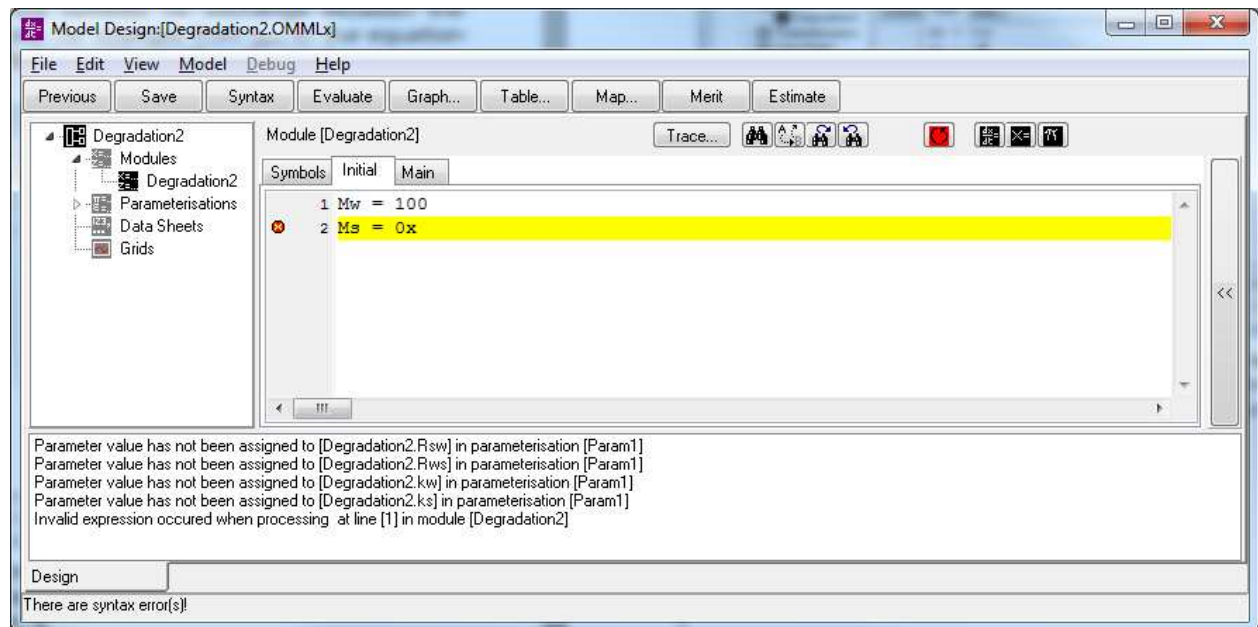 Model Design:[Degradation2.OMMLx]
File Edit View Model Debug Help
Previous Save Syntax Evaluate Graph... Table... Map... Merit Estimate
Degradation2
Modules
Degradation2
Parameterisations
Data Sheets
Grids
Module [Degradation2] Trace...
Symbols Initial Main
1 Mw = 100
2 Ms = 0x
<<
Parameter value has not been assigned to [Degradation2.Rsw] in parameterisation [Param1]
Parameter value has not been assigned to [Degradation2.Rws] in parameterisation [Param1]
Parameter value has not been assigned to [Degradation2.kw] in parameterisation [Param1]
Parameter value has not been assigned to [Degradation2.ks] in parameterisation [Param1]
Invalid expression occured when processing  at line [1] in module [Degradation2]
Design
There are syntax error(s)!